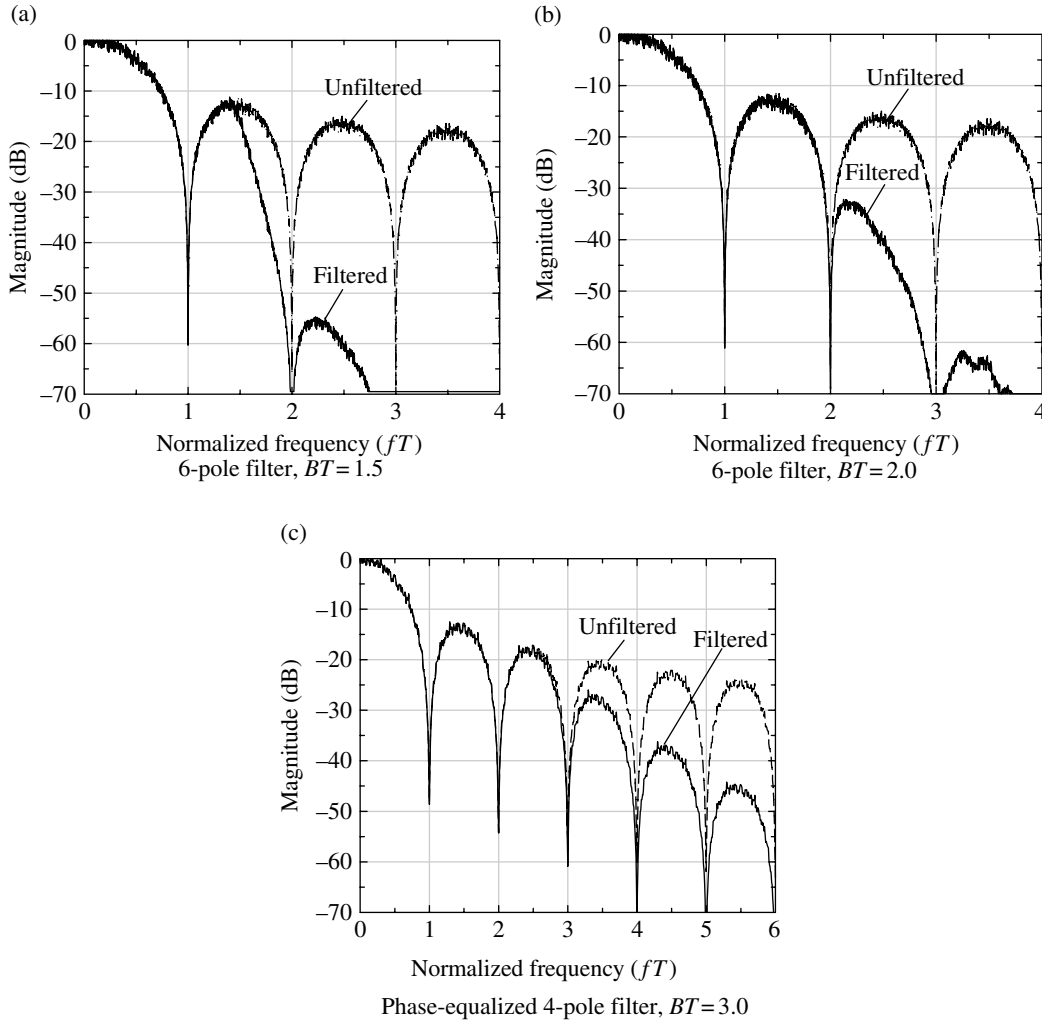 (a)
0
–10
–20
–30
–40
–50
–60
–70
Magnitude (dB)
Unfiltered
Filtered
0 1 2 3 4
Normalized frequency (fT)
6-pole filter, BT = 1.5
(b)
0
–10
–20
–30
–40
–50
–60
–70
Magnitude (dB)
Unfiltered
Filtered
0 1 2 3 4
Normalized frequency (fT)
6-pole filter, BT = 2.0
(c)
0
–10
–20
–30
–40
–50
–60
–70
Magnitude (dB)
Unfiltered
Filtered
0 1 2 3 4 5 6
Normalized frequency (fT)
Phase-equalized 4-pole filter, BT = 3.0